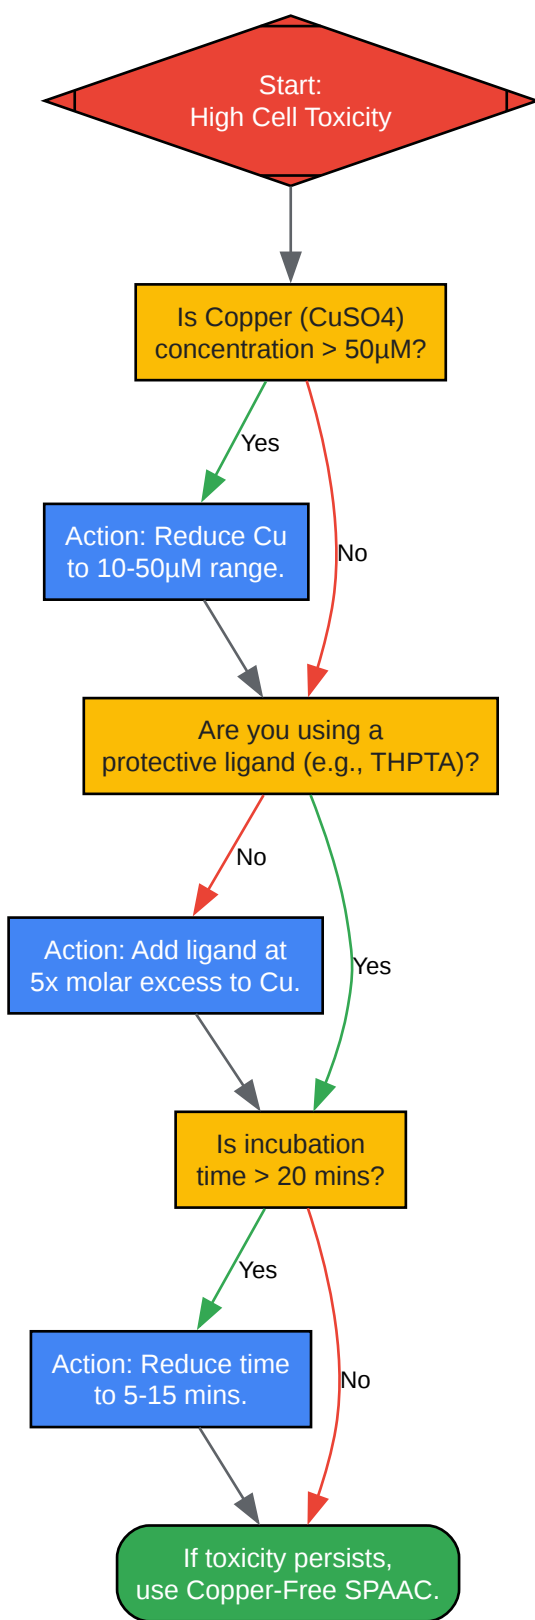 Start:
High Cell Toxicity
Is Copper (CuSO4)
concentration > 50µM?
Yes
Action: Reduce Cu
to 10-50µM range.
No
Are you using a
protective ligand (e.g., THPTA)?
No
Action: Add ligand at
5x molar excess to Cu.
Yes
Is incubation
time > 20 mins?
Yes
Action: Reduce time
to 5-15 mins.
No
If toxicity persists,
use Copper-Free SPAAC.